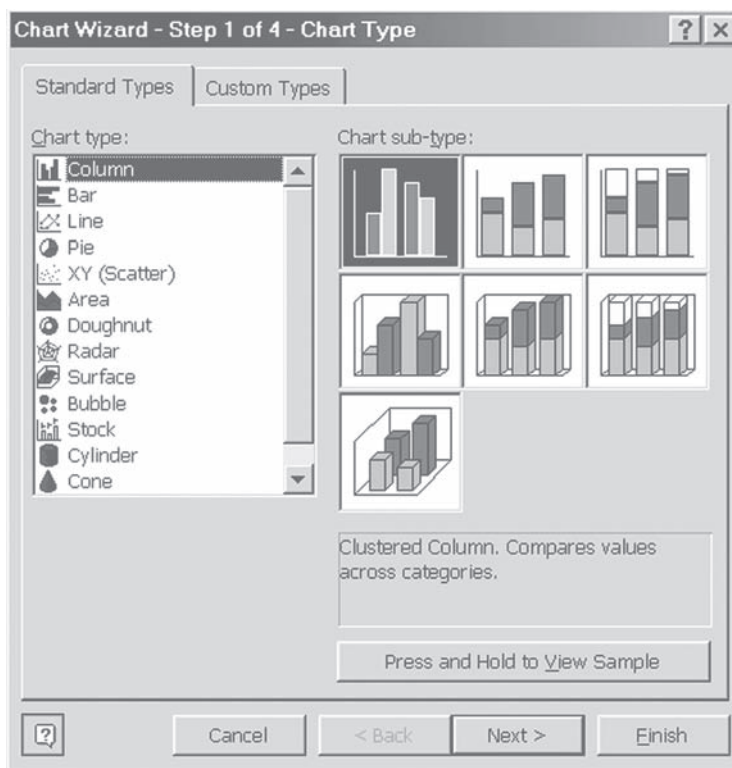 Chart Wizard - Step 1 of 4 - Chart Type
Standard Types
Custom Types
Chart type:
Column
Bar
Line
Pie
XY (Scatter)
Area
Doughnut
Radar
Surface
Bubble
Stock
Cylinder
Cone
Chart sub-type:
Clustered Column. Compares values
across categories.
Press and Hold to View Sample
Cancel
< Back
Next >
Finish